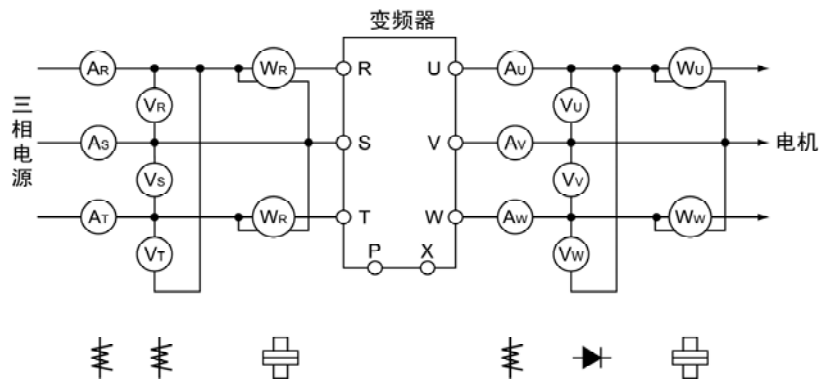 变频器
AR WR R U AU WU
VR VU
三相电源
AS S V AV 电机
VS VV
AT WR T W AW WW
P X
VT VW